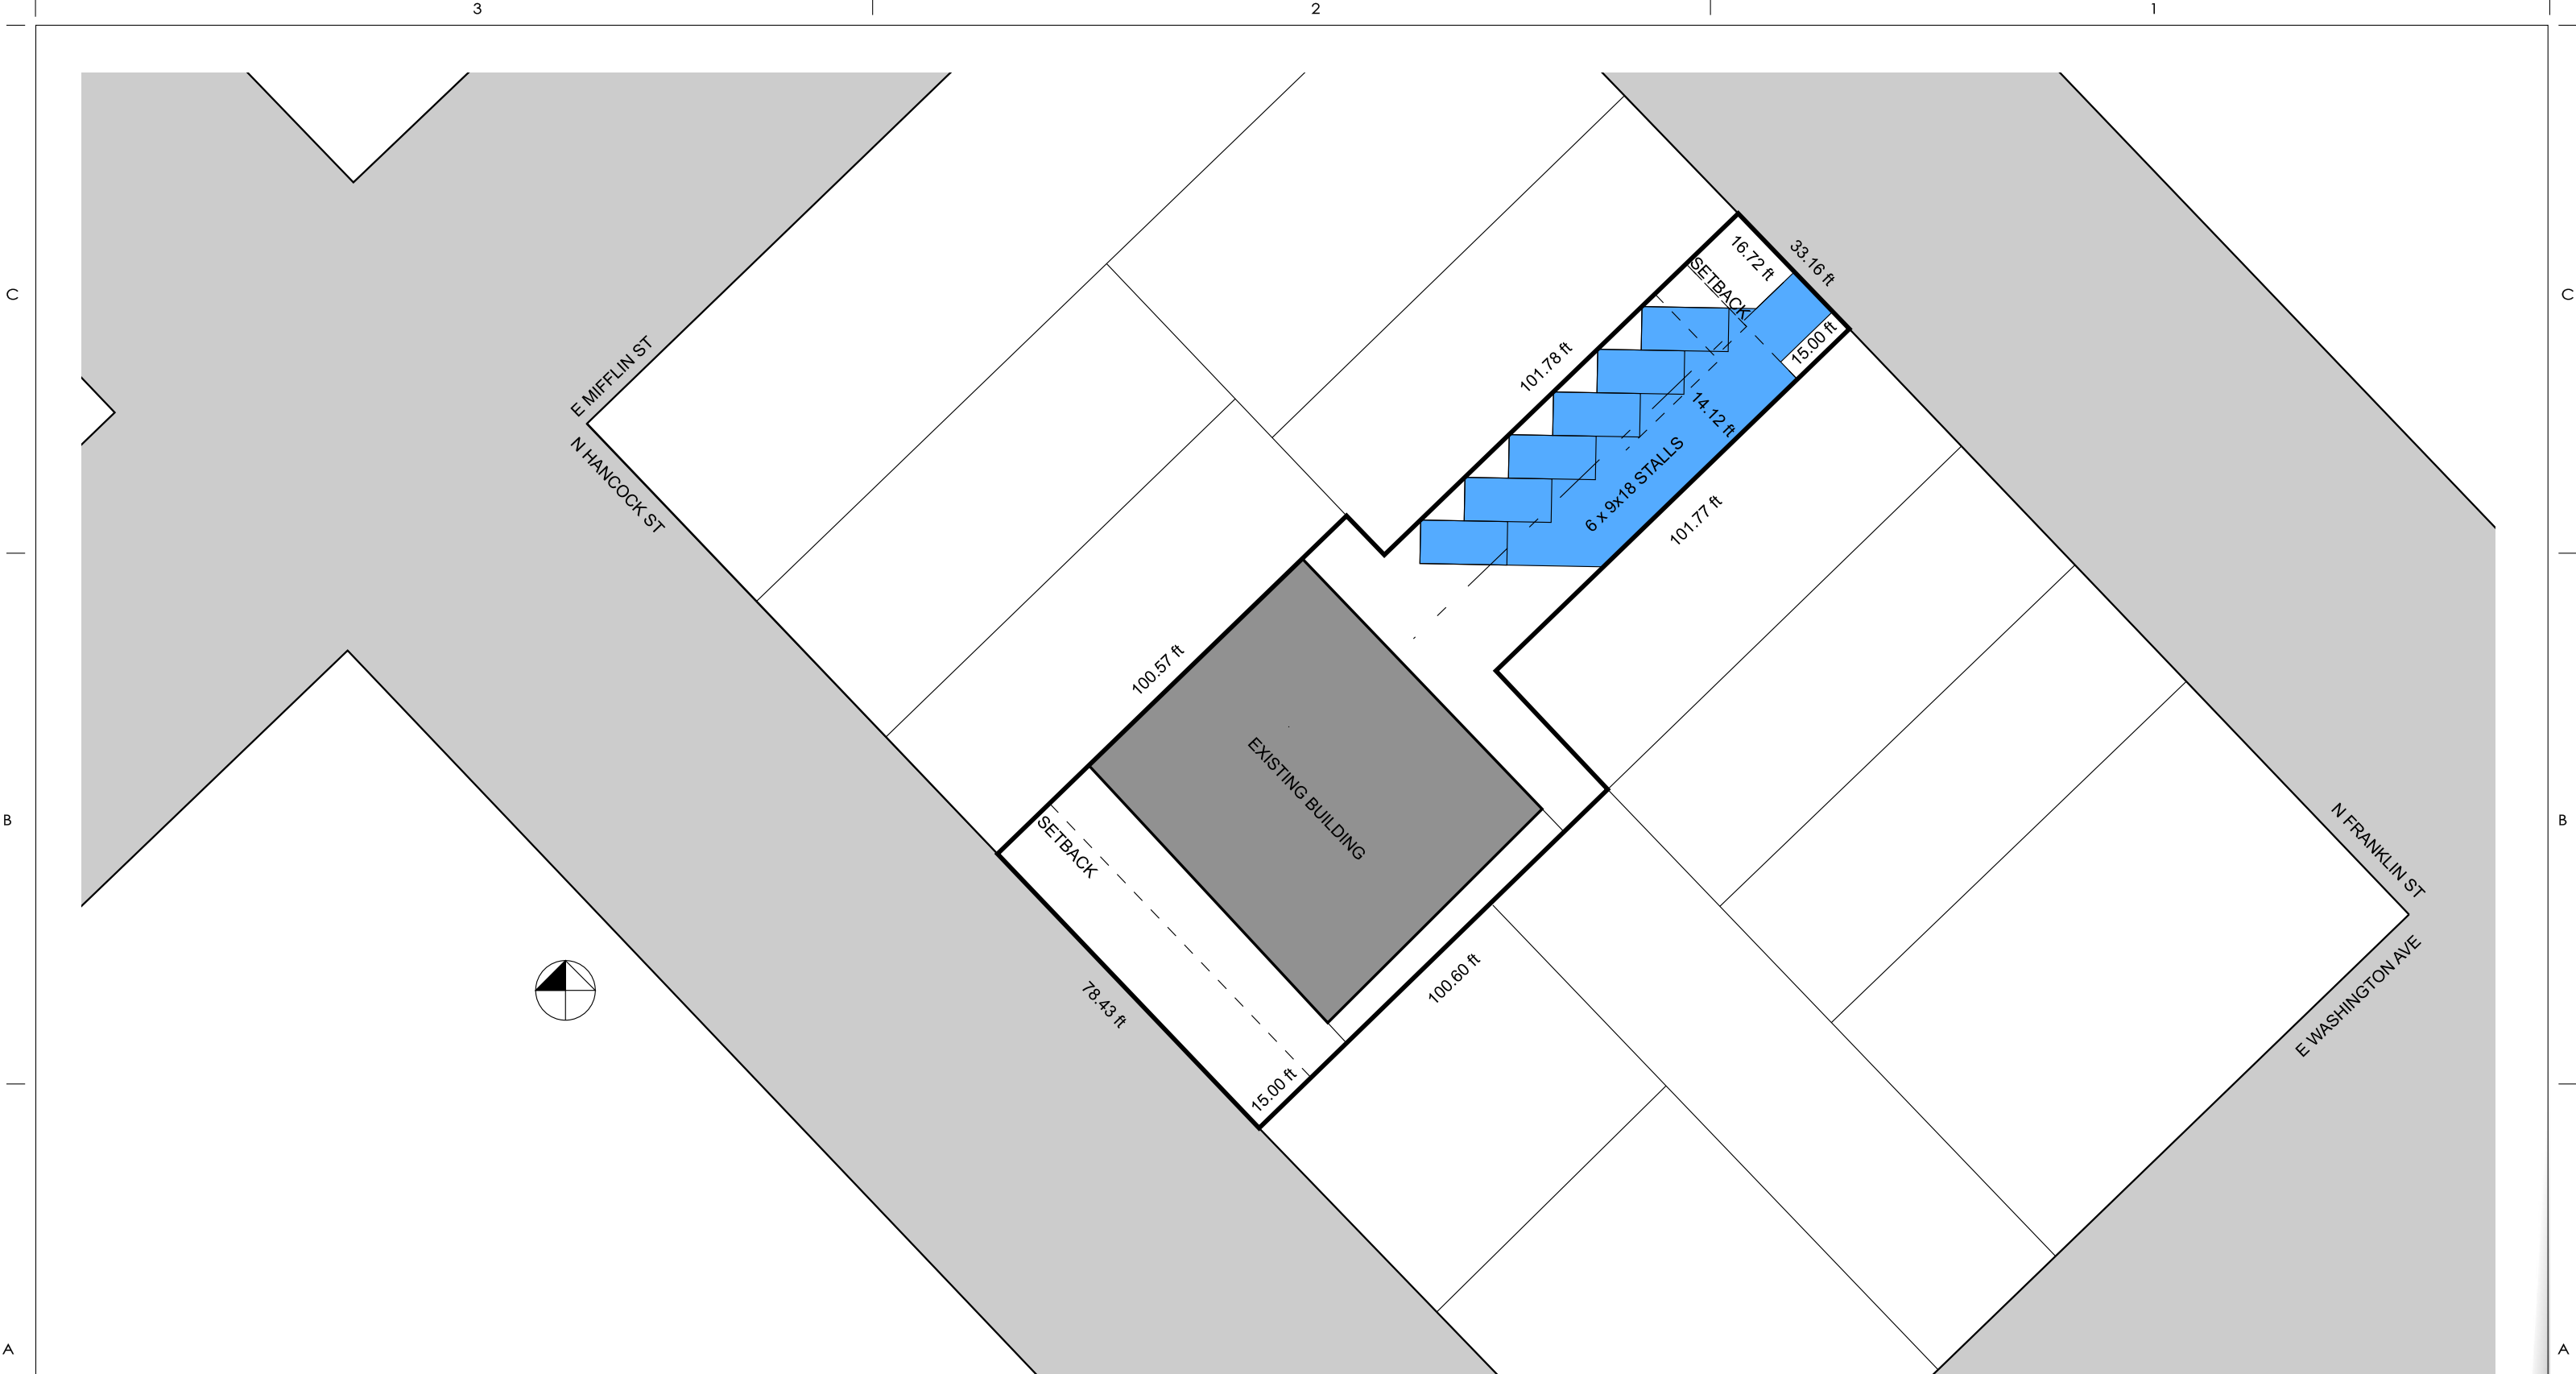 3
2
1
C
C
16.72 ft
33.16 ft
SETBACK
15.00 ft
E MIFFLIN ST
101.78 ft
14.12 ft
N HANCOCK ST
6 x 9x18 STALLS
101.77 ft
100.57 ft
EXISTING BUILDING
B
B
SETBACK
N FRANKLIN ST
78.43 ft
100.60 ft
E WASHINGTON AVE
15.00 ft
A
A